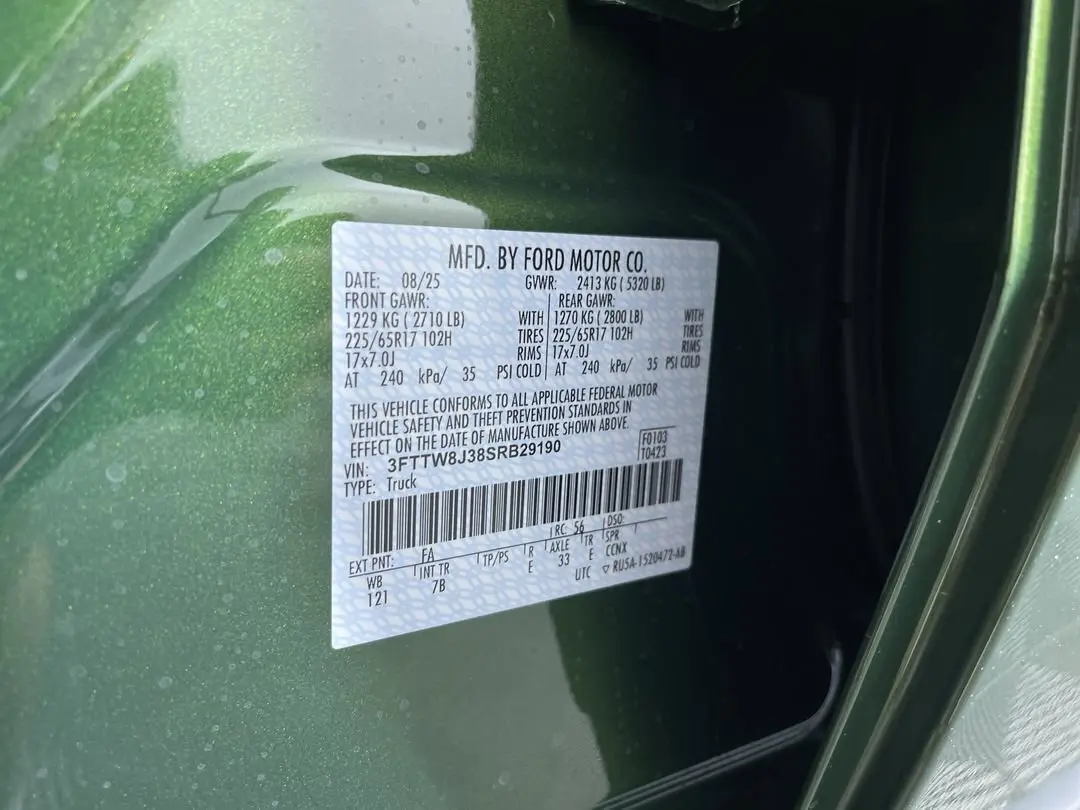 MFD. BY FORD MOTOR CO.
DATE: 08/25 GVWR: 2413 KG ( 5320 LB)
FRONT GAWR: REAR GAWR:
1229 KG ( 2710 LB) WITH 1270 KG ( 2800 LB) WITH
225/65R17 102H TIRES 225/65R17 102H TIRES
17x7.0J RIMS 17x7.0J RIMS
AT 240 kPa/ 35 PSI COLD AT 240 kPa/ 35 PSI COLD
THIS VEHICLE CONFORMS TO ALL APPLICABLE FEDERAL MOTOR
VEHICLE SAFETY AND THEFT PREVENTION STANDARDS IN
EFFECT ON THE DATE OF MANUFACTURE SHOWN ABOVE.
VIN: 3FTTW8J38SRB29190 F0103
TYPE: Truck T0423
EXT PNT: FA RC: 56 DSO:
WB INT TR TP/PS R AXLE TR SPR
121 7B E 33 E CCNX
UTC ▽ RU5A-1520472-AB